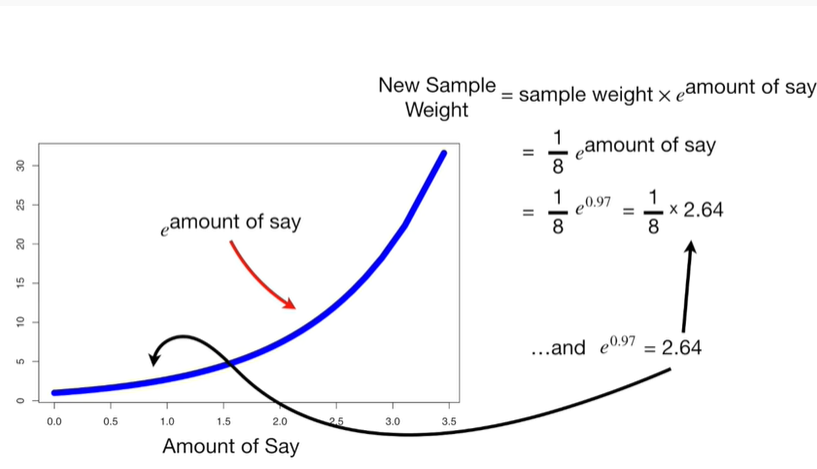 New Sample
Weight
= sample weight × e^amount of say
= 1/8 e^amount of say
= 1/8 e^0.97 = 1/8 × 2.64
e^amount of say
...and e^0.97 = 2.64
30
25
20
15
10
5
0
0.0 0.5 1.0 1.5 2.0 2.5 3.0 3.5
Amount of Say